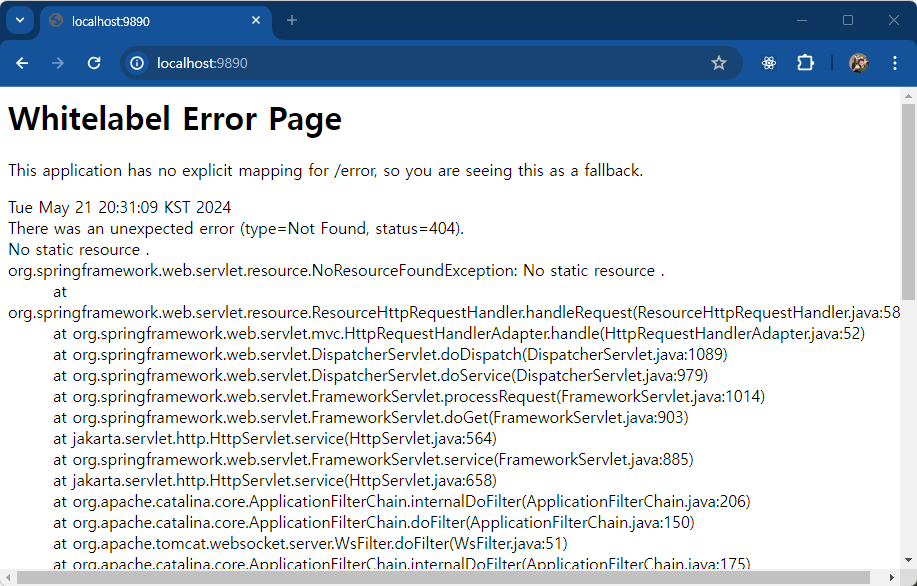 localhost:9890
localhost:9890
Whitelabel Error Page
This application has no explicit mapping for /error, so you are seeing this as a fallback.
Tue May 21 20:31:09 KST 2024
There was an unexpected error (type=Not Found, status=404).
No static resource .
org.springframework.web.servlet.resource.NoResourceFoundException: No static resource .
at
org.springframework.web.servlet.resource.ResourceHttpRequestHandler.handleRequest(ResourceHttpRequestHandler.java:58
at org.springframework.web.servlet.mvc.HttpRequestHandlerAdapter.handle(HttpRequestHandlerAdapter.java:52)
at org.springframework.web.servlet.DispatcherServlet.doDispatch(DispatcherServlet.java:1089)
at org.springframework.web.servlet.DispatcherServlet.doService(DispatcherServlet.java:979)
at org.springframework.web.servlet.FrameworkServlet.processRequest(FrameworkServlet.java:1014)
at org.springframework.web.servlet.FrameworkServlet.doGet(FrameworkServlet.java:903)
at jakarta.servlet.http.HttpServlet.service(HttpServlet.java:564)
at org.springframework.web.servlet.FrameworkServlet.service(FrameworkServlet.java:885)
at jakarta.servlet.http.HttpServlet.service(HttpServlet.java:658)
at org.apache.catalina.core.ApplicationFilterChain.internalDoFilter(ApplicationFilterChain.java:206)
at org.apache.catalina.core.ApplicationFilterChain.doFilter(ApplicationFilterChain.java:150)
at org.apache.tomcat.websocket.server.WsFilter.doFilter(WsFilter.java:51)
at org.apache.catalina.core.ApplicationFilterChain.internalDoFilter(ApplicationFilterChain.java:175)